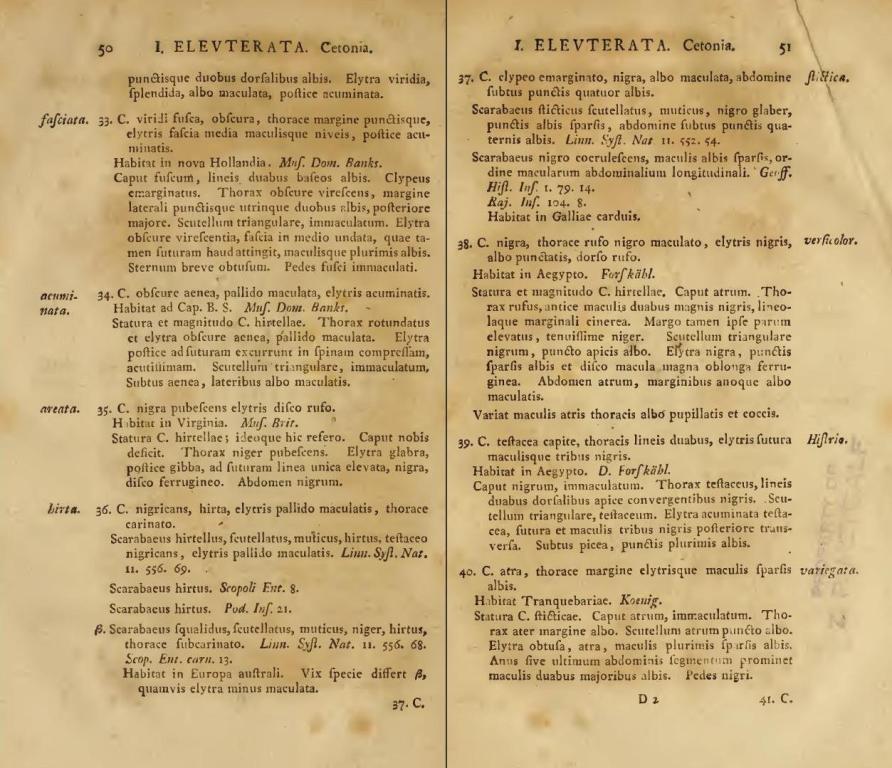 50 I. ELEVTERATA. Cetonia.
punctisque duobus dorſalibus albis. Elytra viridia,
ſplendida, albo maculata, poſtice acuminata.
faſciata. 33. C. viridi fuſca, obſcura, thorace margine punctisque,
elytris faſcia media maculisque niveis, poſtice acu-
minatis.
Habitat in nova Hollandia. Muſ. Dom. Banks.
Caput fuſcum, lineis duabus baſeos albis. Clypeus
emarginatus. Thorax obſcure vireſcens, margine
laterali punctisque utrinque duobus albis, poſteriore
majore. Scutellum triangulare, immaculatum. Elytra
obſcure vireſcentia, faſcia in medio undata, quae ta-
men ſuturam haud attingit, maculisque plurimis albis.
Sternum breve obtuſum. Pedes fuſci immaculati.
acumi-
nata. 34. C. obſcure aenea, pallido maculata, elytris acuminatis.
Habitat ad Cap. B. S. Muſ. Dom. Banks.
Statura et magnitudo C. hirtellae. Thorax rotundatus
et elytra obſcure aenea, pallido maculata. Elytra
poſtice ad ſuturam excurrunt in ſpinam compreſſam,
acutiſſimam. Scutellum triangulare, immaculatum,
Subtus aenea, lateribus albo maculatis.
areata. 35. C. nigra pubeſcens elytris diſco rufo.
Habitat in Virginia. Muſ. Brit.
Statura C. hirtellae; ideoque hic refero. Caput nobis
deficit. Thorax niger pubeſcens. Elytra glabra,
poſtice gibba, ad ſuturam linea unica elevata, nigra,
diſco ferrugineo. Abdomen nigrum.
hirta. 36. C. nigricans, hirta, elytris pallido maculatis, thorace
carinato.
Scarabaeus hirtellus, ſcutellatus, muticus, hirtus, teſtaceo
nigricans, elytris pallido maculatis. Linn. Syſt. Nat.
11. 556. 69.
Scarabaeus hirtus. Scopoli Ent. 8.
Scarabaeus hirtus. Pod. Inſ. 21.
β. Scarabaeus ſqualidus, ſcutellatus, muticus, niger, hirtus,
thorace ſubcarinato. Linn. Syſt. Nat. 11. 556. 68.
Scop. Ent. carn. 13.
Habitat in Europa auſtrali. Vix ſpecie differt β,
quamvis elytra minus maculata.
37. C.
I. ELEVTERATA. Cetonia. 51
37. C. clypeo emarginato, nigra, albo maculata, abdomine ſtictica.
ſubtus punctis quatuor albis.
Scarabaeus ſticticus ſcutellatus, muticus, nigro glaber,
punctis albis ſparſis, abdomine ſubtus punctis qua-
ternis albis. Linn. Syſt. Nat 11. 552. 54.
Scarabaeus nigro coeruleſcens, maculis albis ſparſis, or-
dine macularum abdominalium longitudinali. Geoff.
Hiſt. Inſ. 1. 79. 14.
Raj. Inſ. 104. 8.
Habitat in Galliae carduis.
38. C. nigra, thorace rufo nigro maculato, elytris nigris, verſicolor.
albo punctatis, dorſo rufo.
Habitat in Aegypto. Forſkåhl.
Statura et magnitudo C. hirtellae. Caput atrum. Tho-
rax rufus, antice maculis duabus magnis nigris, lineo-
laque marginali cinerea. Margo tamen ipſe parum
elevatus, tenuiſſime niger. Scutellum triangulare
nigrum, puncto apicis albo. Elytra nigra, punctis
ſparſis albis et diſco macula magna oblonga ferru-
ginea. Abdomen atrum, marginibus anoque albo
maculatis.
Variat maculis atris thoracis albo pupillatis et coccis.
39. C. teſtacea capite, thoracis lineis duabus, elytris ſutura Hiſtrio.
maculisque tribus nigris.
Habitat in Aegypto. D. Forſkåhl.
Caput nigrum, immaculatum. Thorax teſtaceus, lineis
duabus dorſalibus apice convergentibus nigris. Scu-
tellum triangulare, teſtaceum. Elytra acuminata teſta-
cea, ſutura et maculis tribus nigris poſteriore trans-
verſa. Subtus picea, punctis plurimis albis.
40. C. atra, thorace margine elytrisque maculis ſparſis variegata.
albis.
Habitat Tranquebariae. Koenig.
Statura C. ſticticae. Caput atrum, immaculatum. Tho-
rax ater margine albo. Scutellum atrum puncto albo.
Elytra obtuſa, atra, maculis plurimis ſparſis albis.
Anus ſive ultimum abdominis ſegmentum prominet
maculis duabus majoribus albis. Pedes nigri.
D 2 41. C.